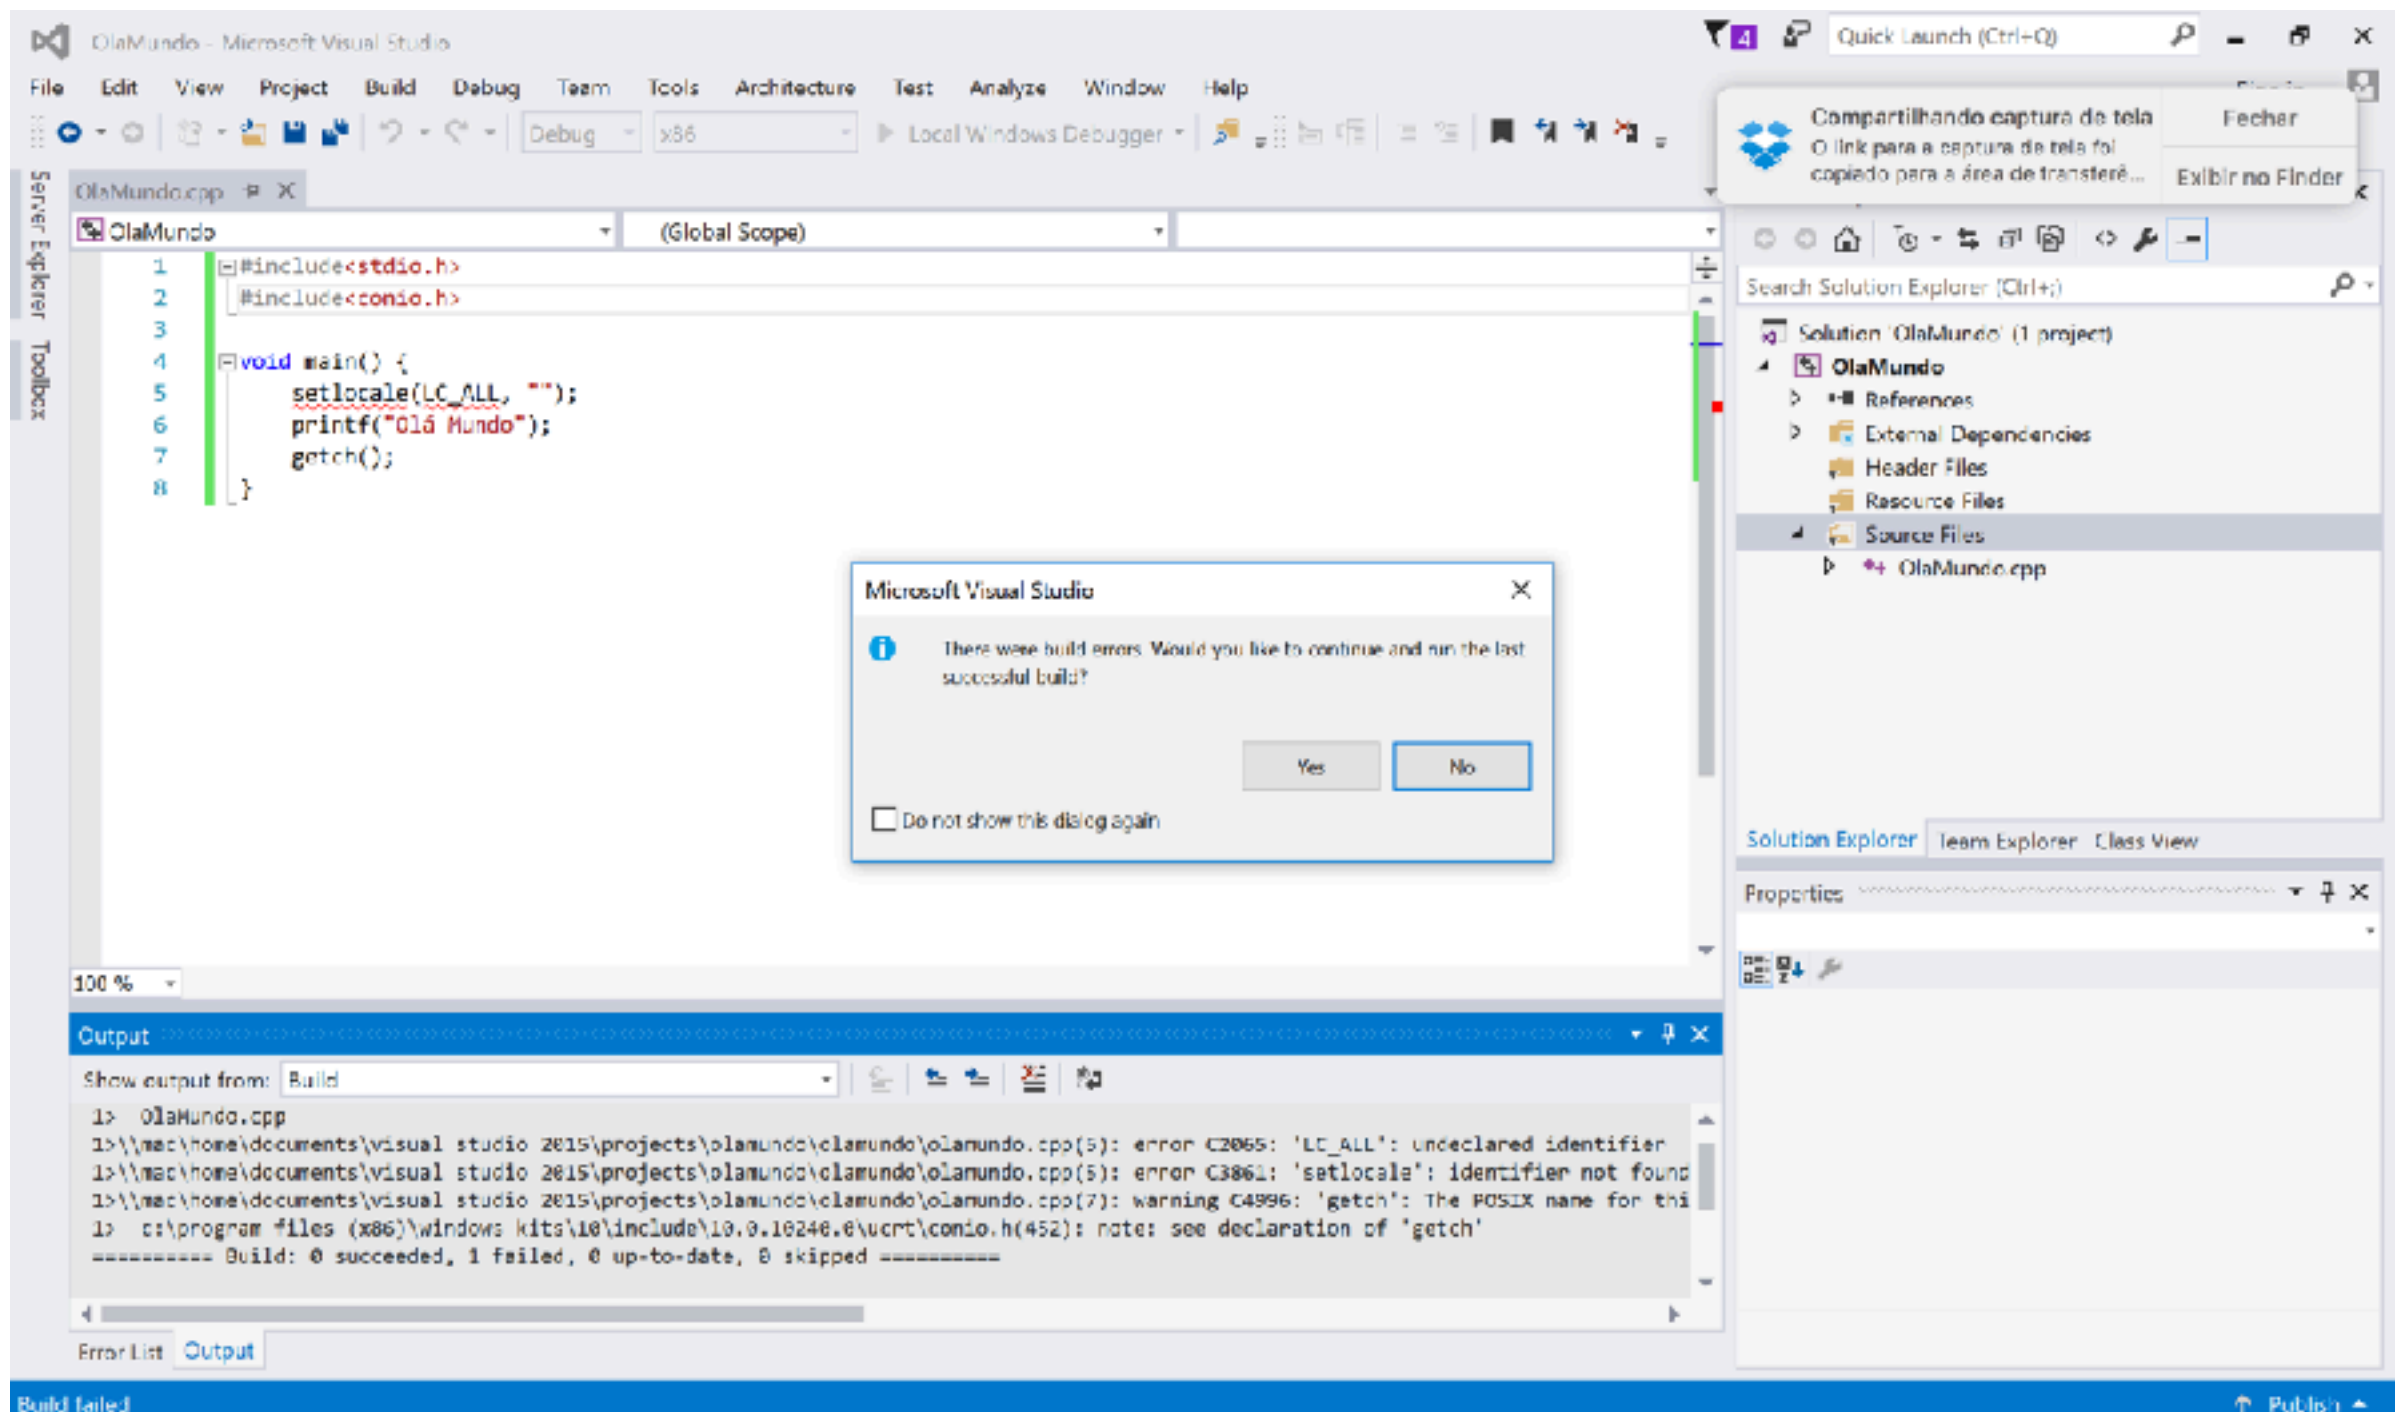 OlaMundo - Microsoft Visual Studio
4
Quick Launch (Ctrl+Q)
File Edit View Project Build Debug Team Tools Architecture Test Analyze Window Help
Debug x86 Local Windows Debugger
Compartilhando captura de tela
O link para a captura de tela foi
copiado para a área de transferê...
Fechar
Exibir no Finder
Server Explorer
Toolbox
OlaMundo.cpp
OlaMundo (Global Scope)
1 #include<stdio.h>
2 #include<conio.h>
3
4 void main() {
5 setlocale(LC_ALL, "");
6 printf("Olá Mundo");
7 getch();
8 }
Microsoft Visual Studio
There were build errors. Would you like to continue and run the last
successful build?
Yes No
Do not show this dialog again
100 %
Search Solution Explorer (Ctrl+;)
Solution 'OlaMundo' (1 project)
OlaMundo
References
External Dependencies
Header Files
Resource Files
Source Files
OlaMundo.cpp
Solution Explorer Team Explorer Class View
Properties
Output
Show output from: Build
1> OlaMundo.cpp
1>\\mac\home\documents\visual studio 2015\projects\olamundo\olamundo\olamundo.cpp(5): error C2065: 'LC_ALL': undeclared identifier
1>\\mac\home\documents\visual studio 2015\projects\olamundo\olamundo\olamundo.cpp(5): error C3861: 'setlocale': identifier not found
1>\\mac\home\documents\visual studio 2015\projects\olamundo\olamundo\olamundo.cpp(7): warning C4996: 'getch': The POSIX name for thi
1> c:\program files (x86)\windows kits\10\include\10.0.10240.0\ucrt\conio.h(452): note: see declaration of 'getch'
========== Build: 0 succeeded, 1 failed, 0 up-to-date, 0 skipped ==========
Error List Output
Build failed
Publish